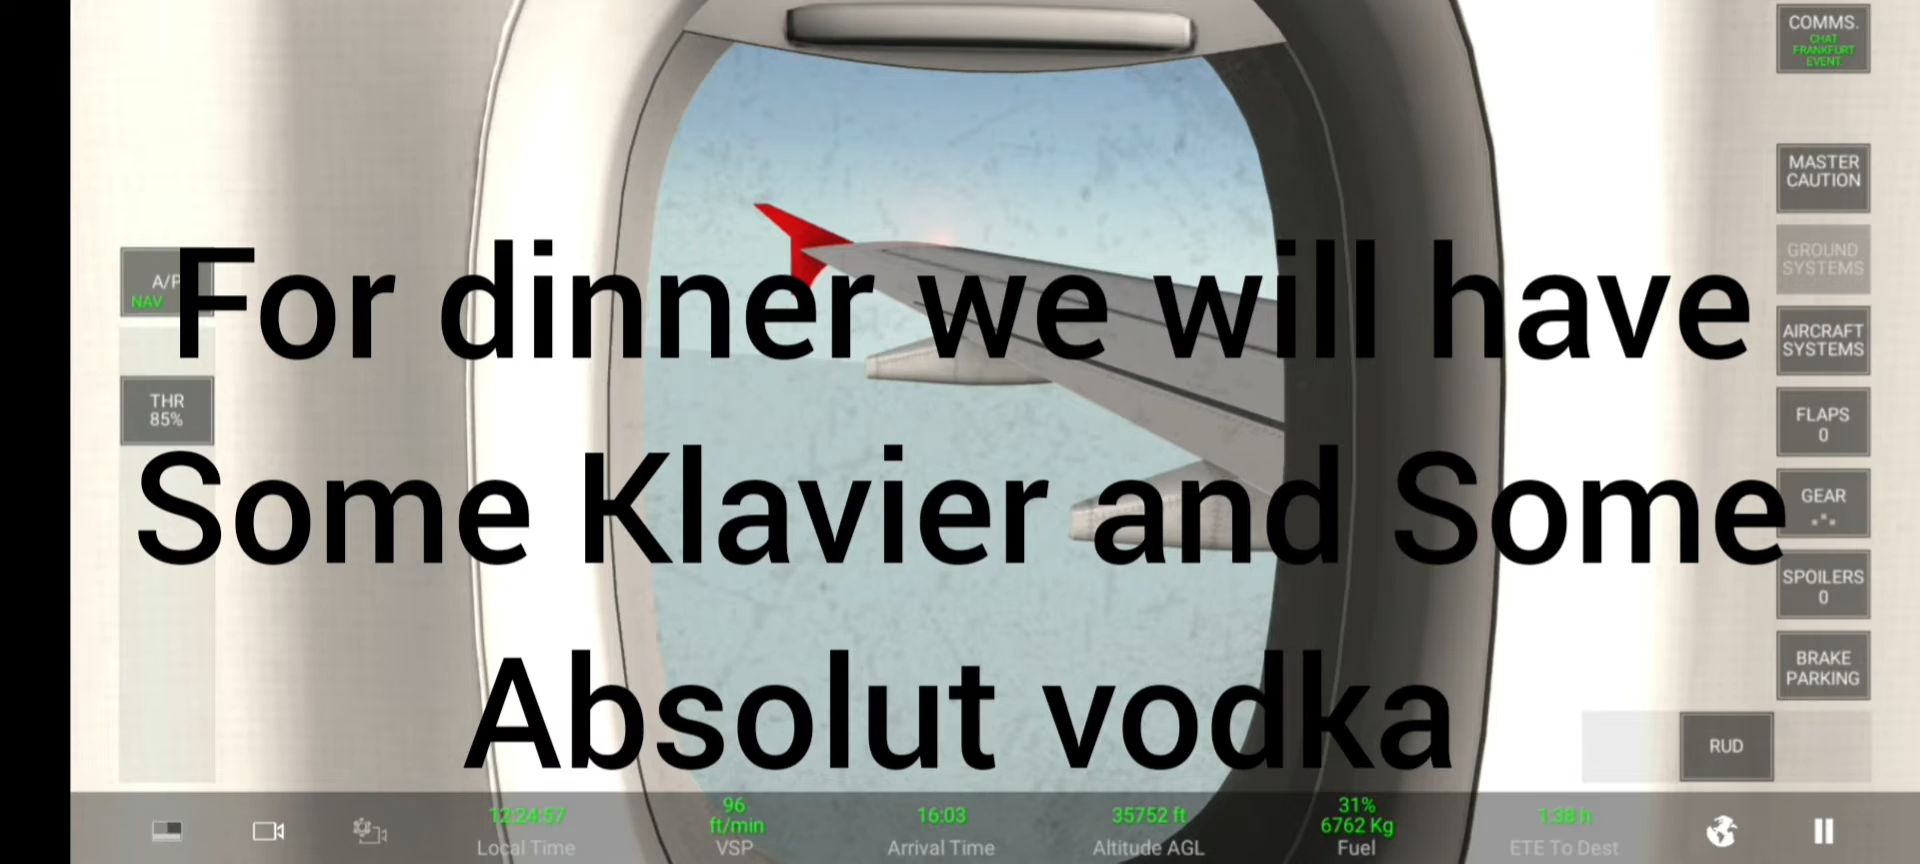 COMMS.
CHAT
FRANKFURT
EVENT
MASTER
CAUTION
GROUND
SYSTEMS
A/P
NAV
For dinner we will have
AIRCRAFT
SYSTEMS
THR
85%
FLAPS
0
Some Klavier and Some
GEAR
SPOILERS
0
Absolut vodka
BRAKE
PARKING
RUD
12:24:57
Local Time
96
ft/min
VSP
16:03
Arrival Time
35752 ft
Altitude AGL
31%
6762 Kg
Fuel
1:38 h
ETE To Dest